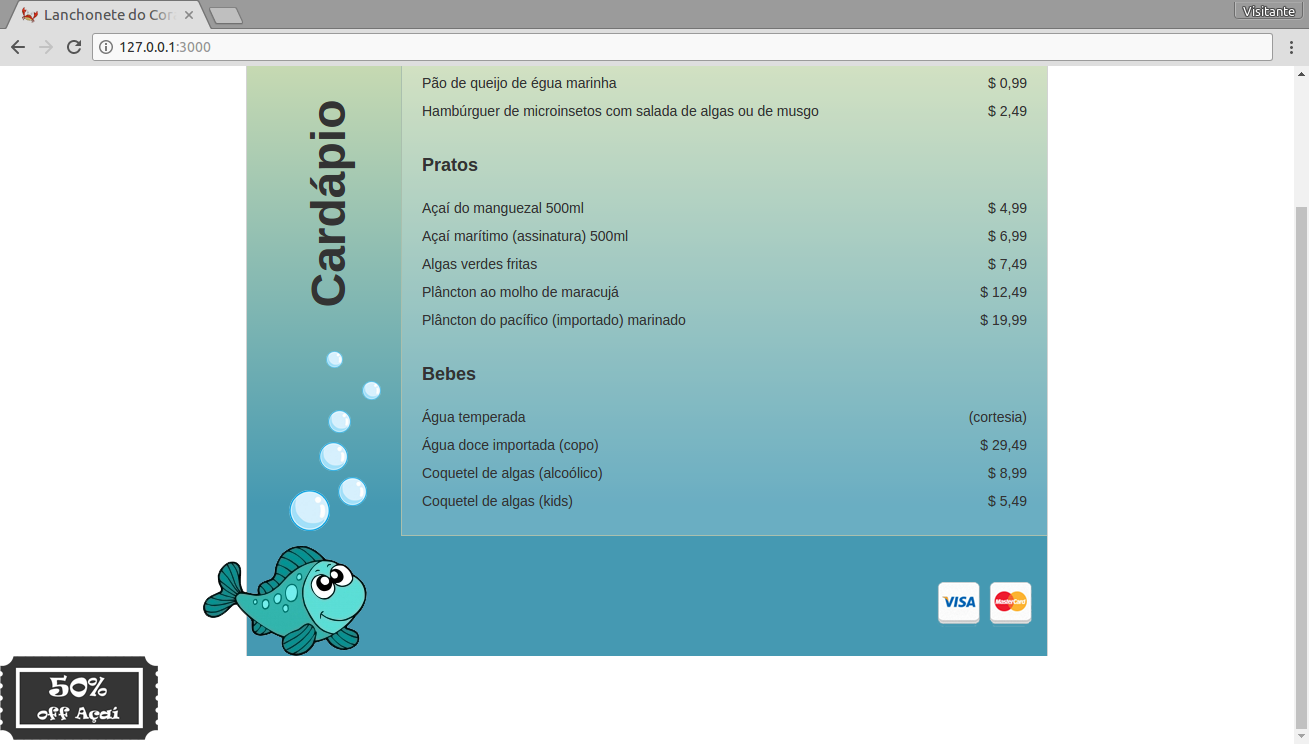 Lanchonete do Cor
Visitante
127.0.0.1:3000
Cardápio
Pão de queijo de égua marinha $ 0,99
Hambúrguer de microinsetos com salada de algas ou de musgo $ 2,49
Pratos
Açaí do manguezal 500ml $ 4,99
Açaí marítimo (assinatura) 500ml $ 6,99
Algas verdes fritas $ 7,49
Plâncton ao molho de maracujá $ 12,49
Plâncton do pacífico (importado) marinado $ 19,99
Bebes
Água temperada (cortesia)
Água doce importada (copo) $ 29,49
Coquetel de algas (alcoólico) $ 8,99
Coquetel de algas (kids) $ 5,49
VISA MasterCard
50%
off Açaí